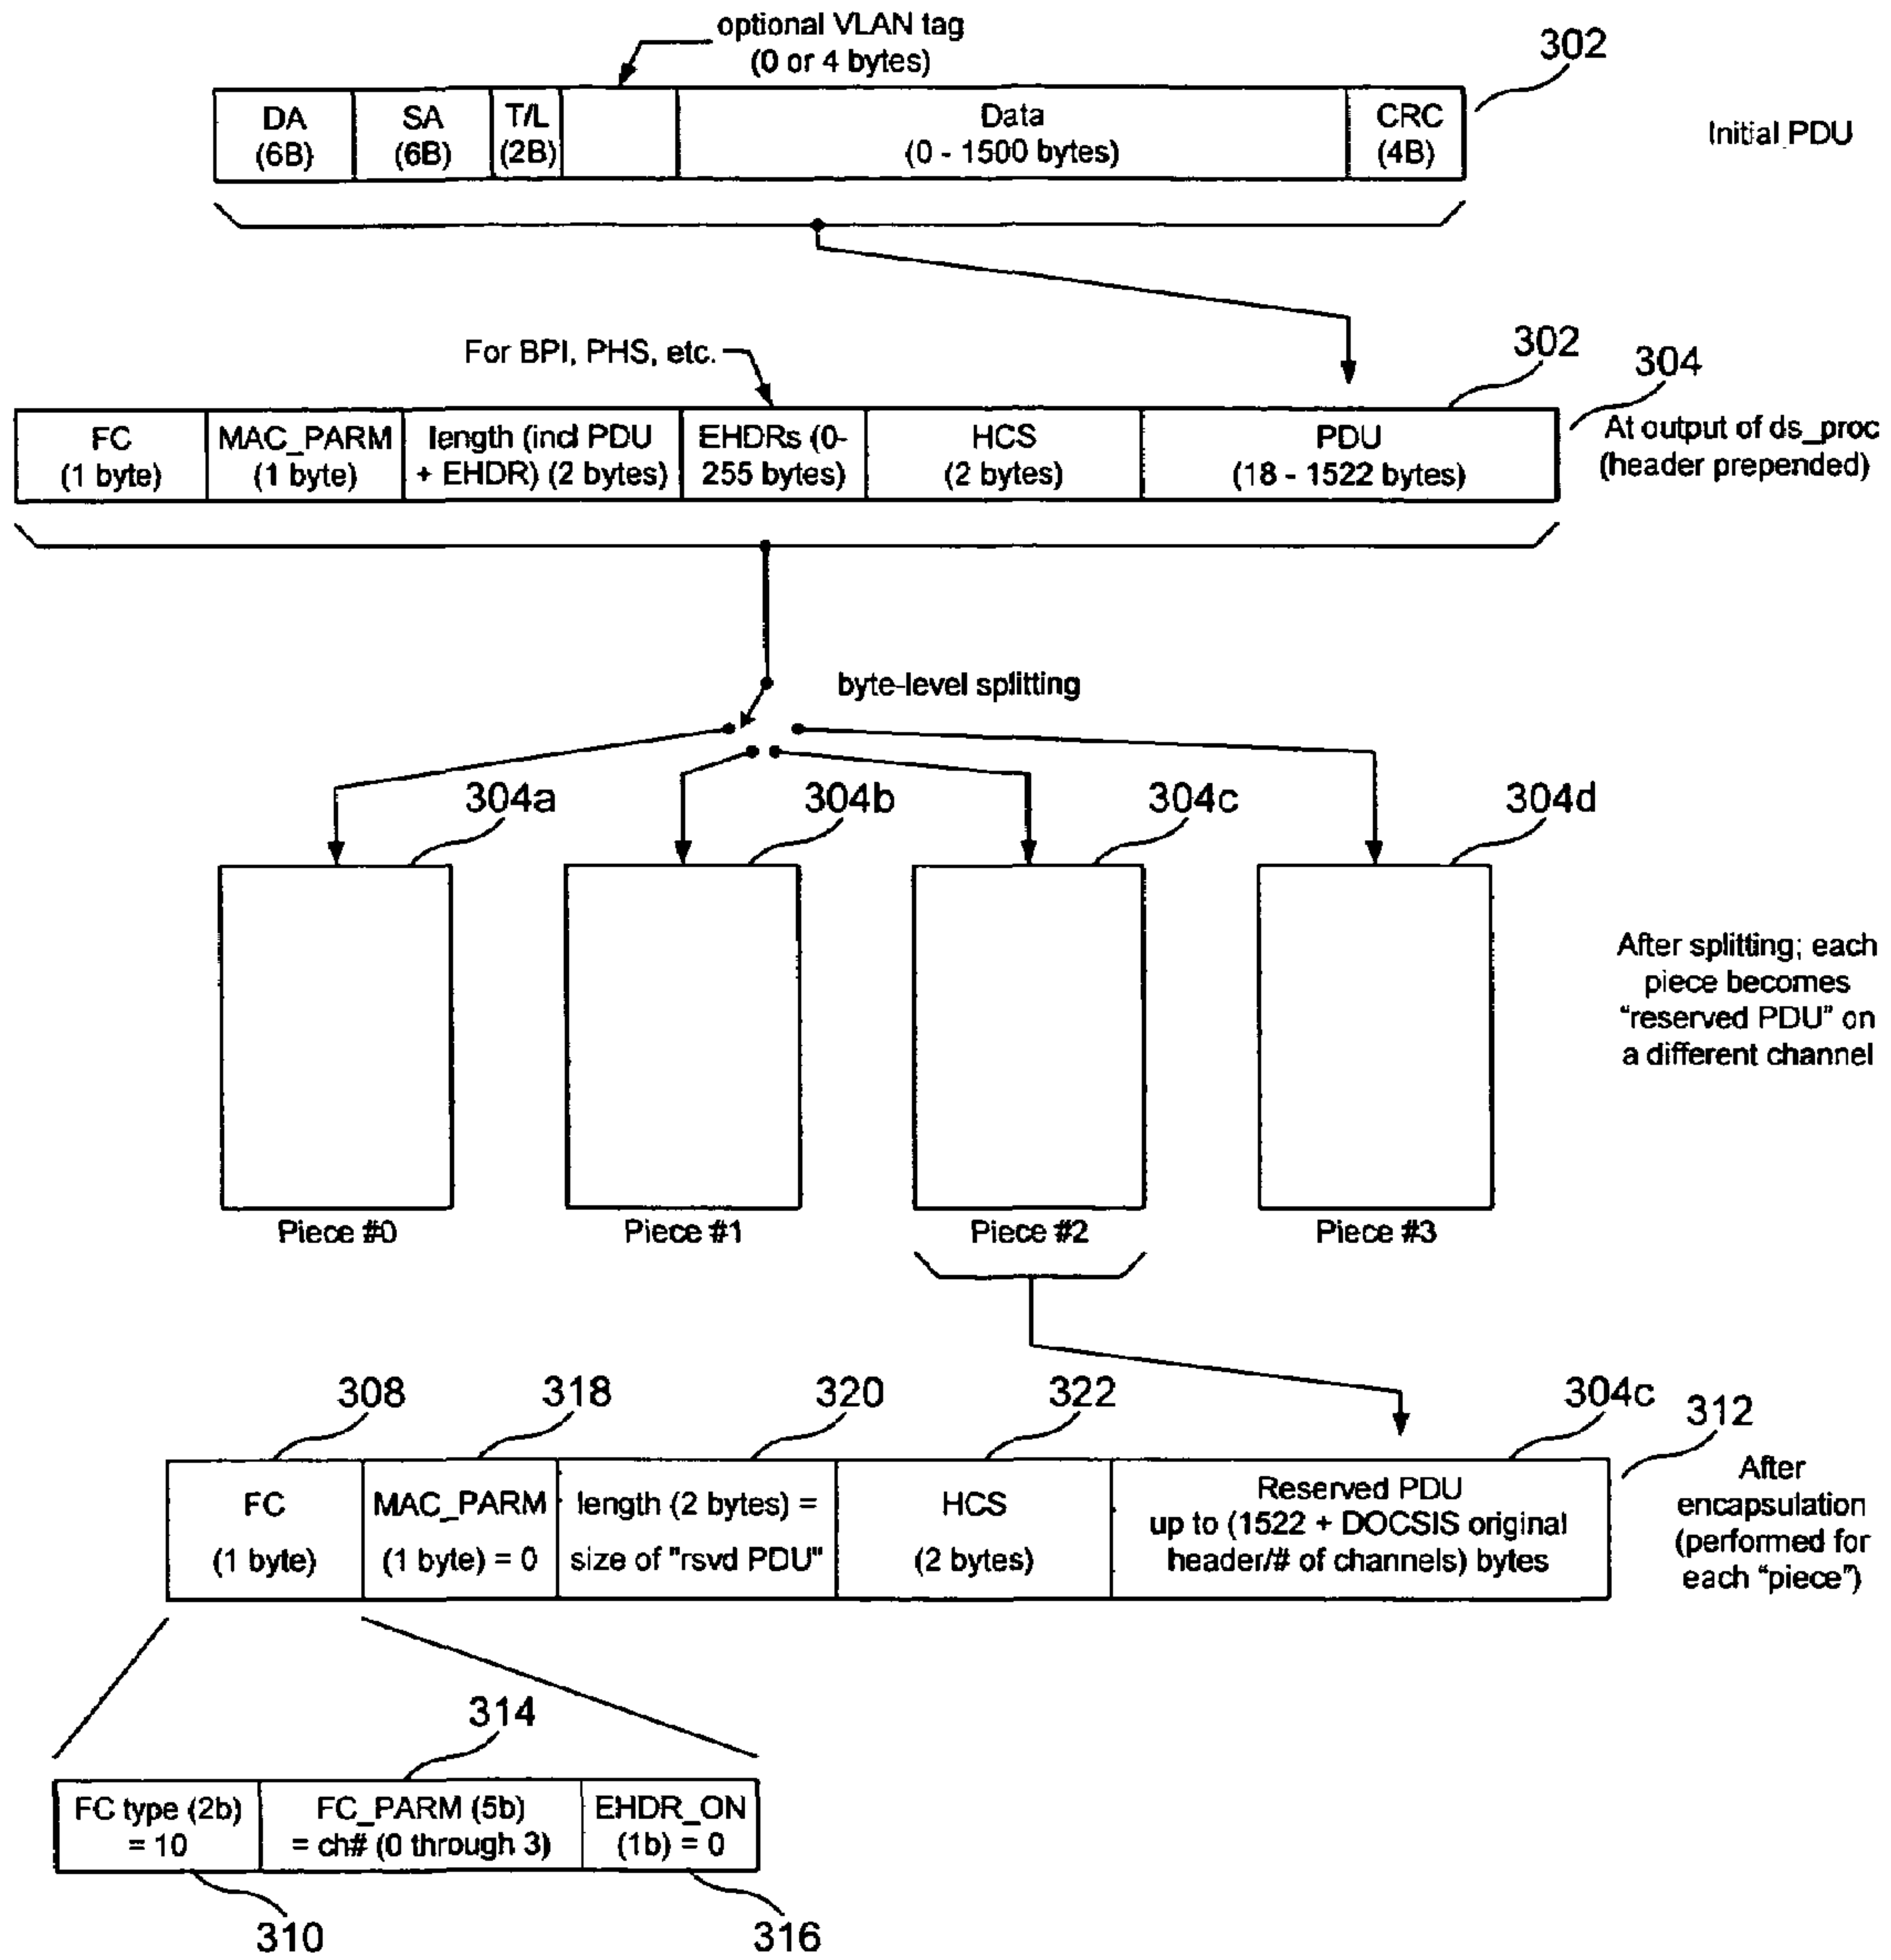 optional VLAN tag
(0 or 4 bytes)
302
DA
(6B)
SA
(6B)
T/L
(2B)
Data
(0 - 1500 bytes)
CRC
(4B)
Initial PDU
For BPI, PHS, etc.
302
304
FC
(1 byte)
MAC_PARM
(1 byte)
length (incl PDU
+ EHDR) (2 bytes)
EHDRs (0-
255 bytes)
HCS
(2 bytes)
PDU
(18 - 1522 bytes)
At output of ds_proc
(header prepended)
byte-level splitting
304a
304b
304c
304d
After splitting; each
piece becomes
“reserved PDU” on
a different channel
Piece #0
Piece #1
Piece #2
Piece #3
308
318
320
322
304c
312
FC
(1 byte)
MAC_PARM
(1 byte) = 0
length (2 bytes) =
size of "rsvd PDU"
HCS
(2 bytes)
Reserved PDU
up to (1522 + DOCSIS original
header/# of channels) bytes
After
encapsulation
(performed for
each “piece”)
314
FC type (2b)
= 10
FC_PARM (5b)
= ch# (0 through 3)
EHDR_ON
(1b) = 0
310
316